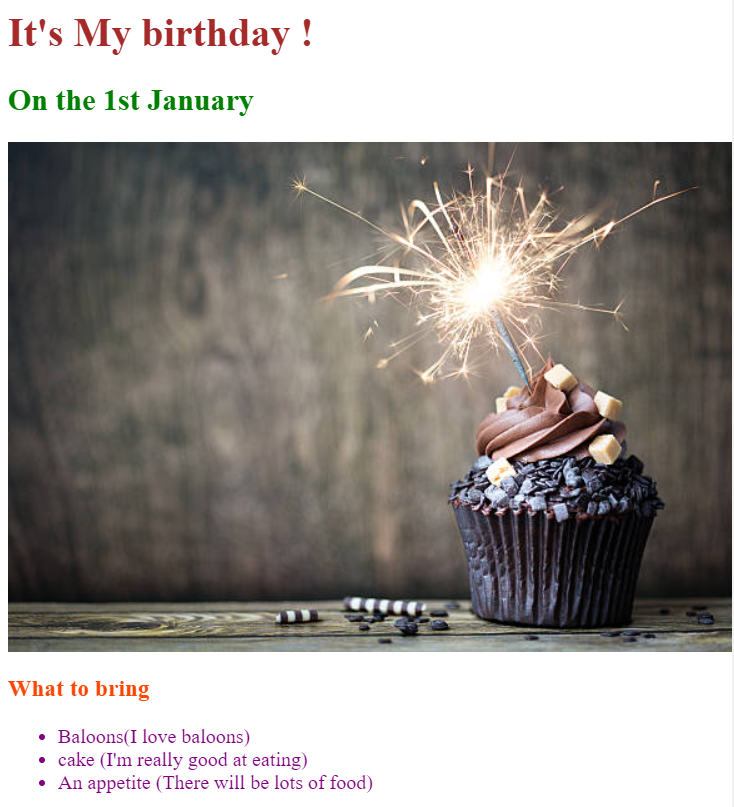 It's My birthday !
On the 1st January
What to bring
Baloons(I love baloons)
cake (I'm really good at eating)
An appetite (There will be lots of food)